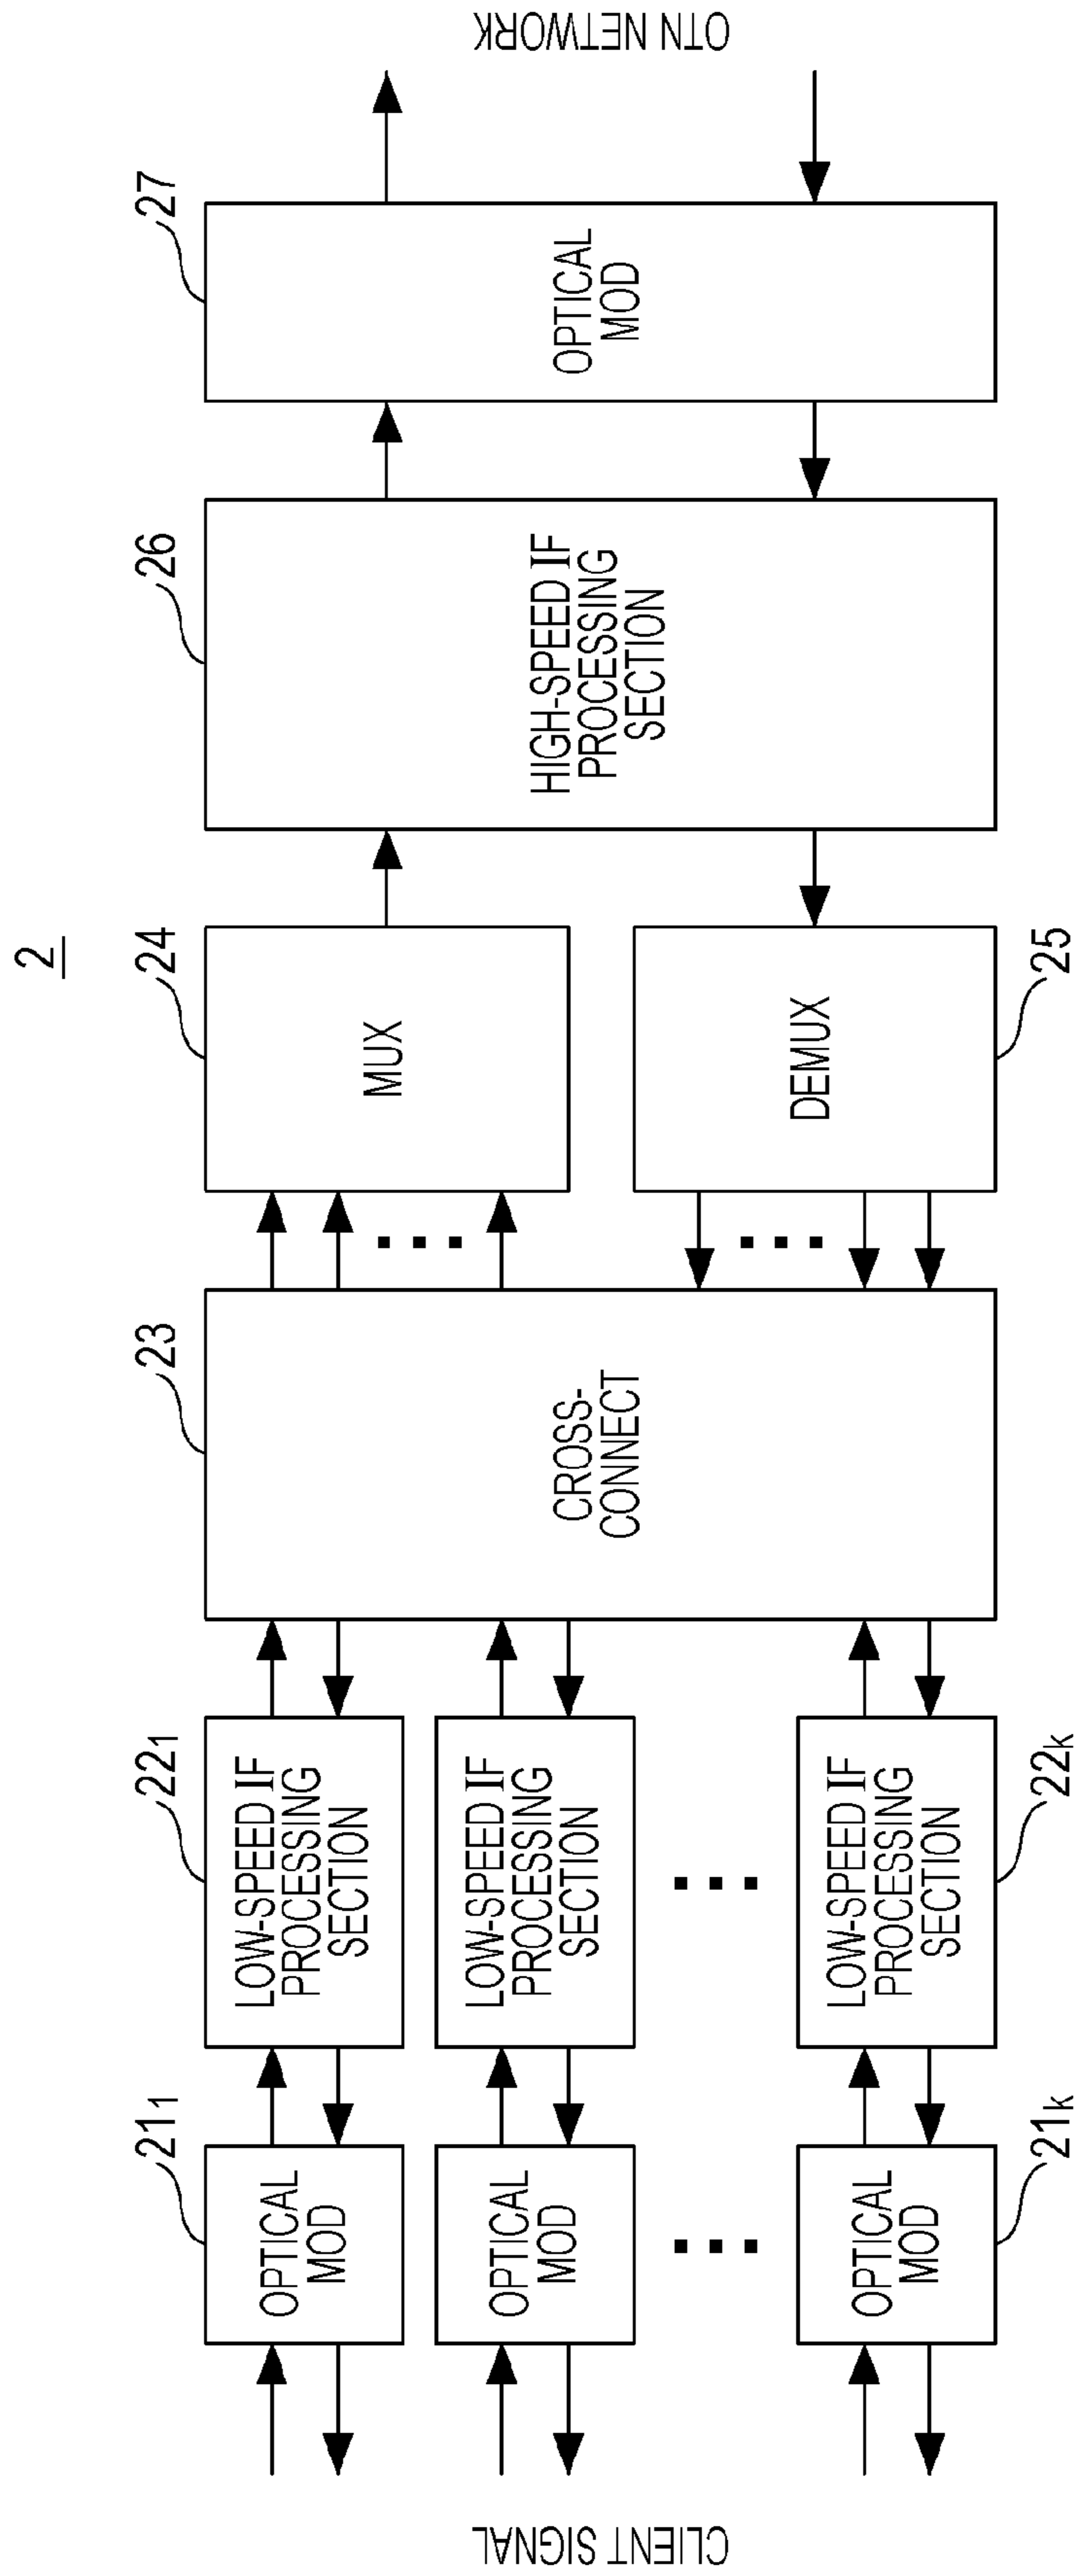 2
21₁
22₁
23
24
26
27
OPTICAL
MOD
LOW-SPEED IF
PROCESSING
SECTION
OPTICAL
MOD
LOW-SPEED IF
PROCESSING
SECTION
OPTICAL
MOD
LOW-SPEED IF
PROCESSING
SECTION
CROSS-
CONNECT
MUX
DEMUX
HIGH-SPEED IF
PROCESSING
SECTION
OPTICAL
MOD
CLIENT SIGNAL
OTN NETWORK
21k
22k
25